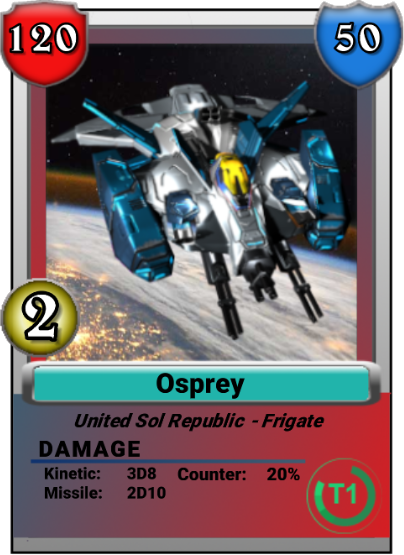 120
50
2
Osprey
United Sol Republic - Frigate
DAMAGE
Kinetic: 3D8 Counter: 20%
Missile: 2D10
T1